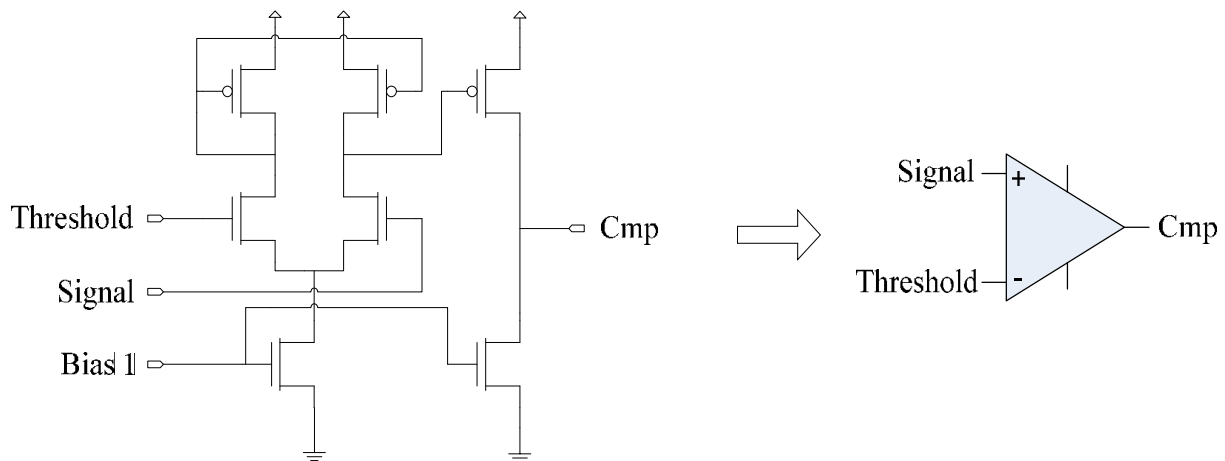 Threshold
Signal
Bias 1
Cmp
Signal
+
Threshold
-
Cmp